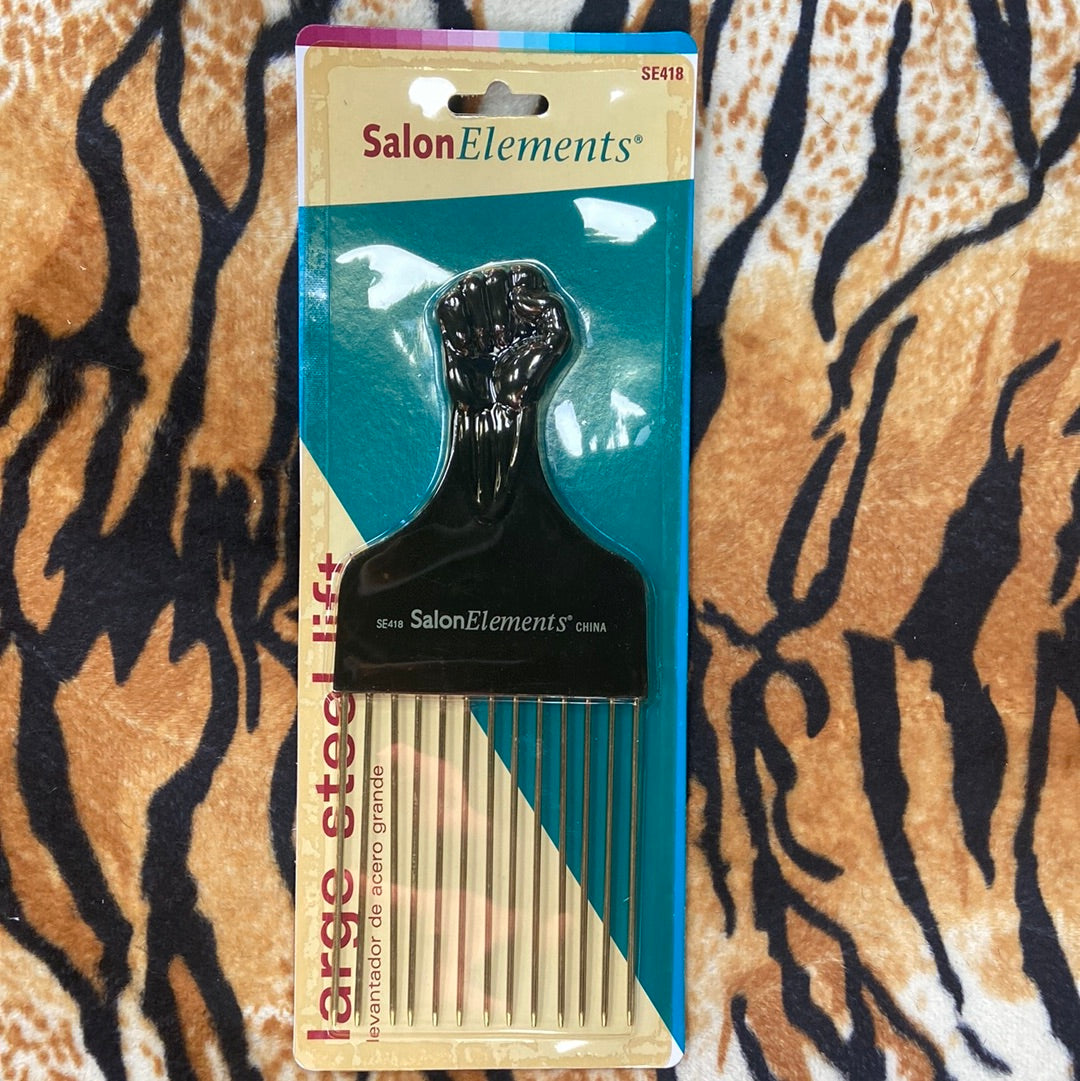 SE418
SalonElements®
SE418 SalonElements® CHINA
large steel lift
levantador de acero grande